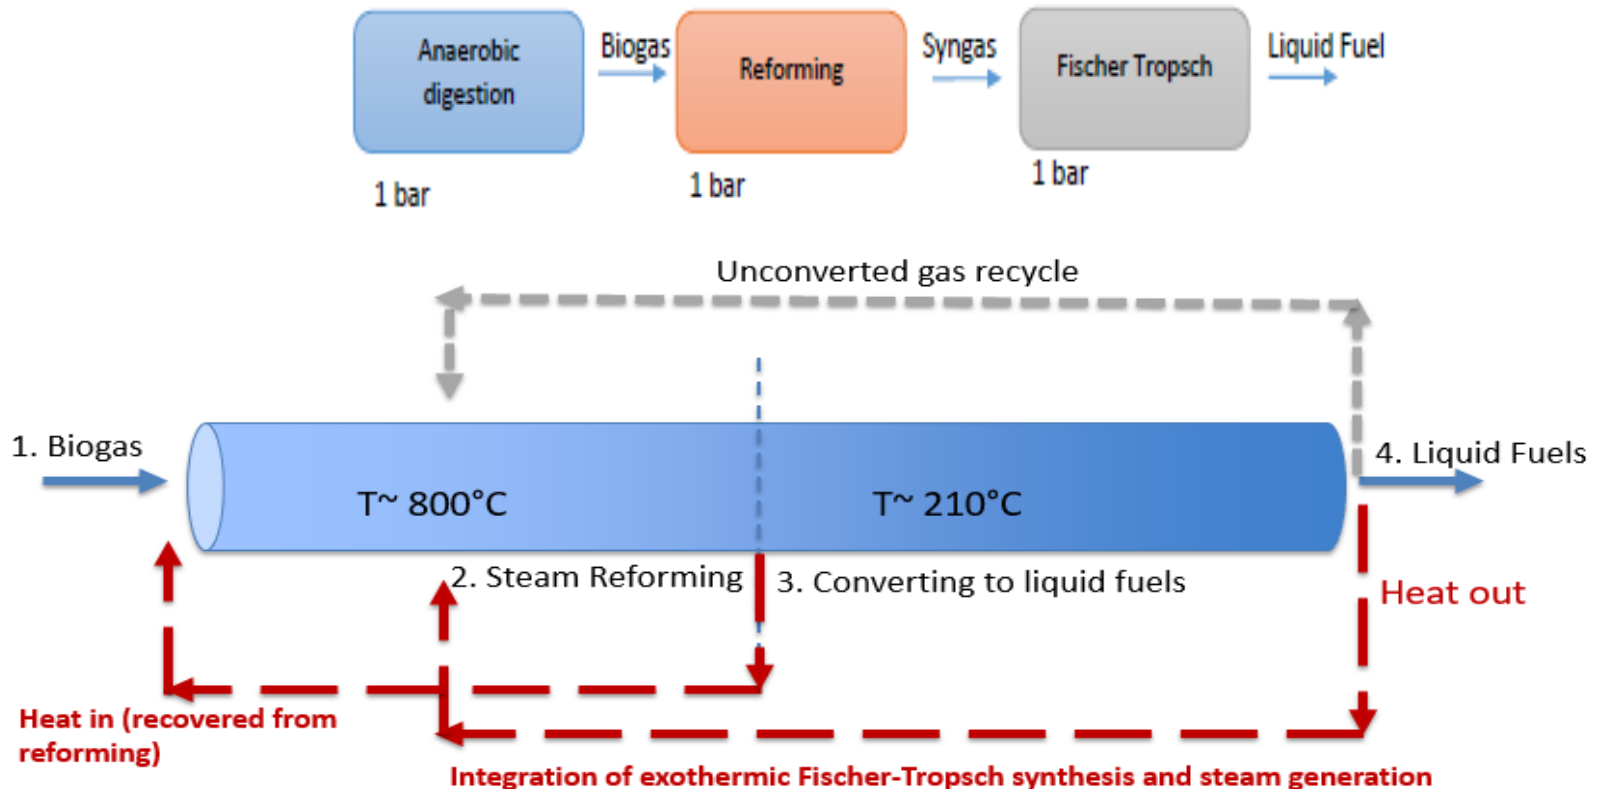 Anaerobic
digestion
Biogas
Reforming
Syngas
Fischer Tropsch
Liquid Fuel
1 bar
1 bar
1 bar
Unconverted gas recycle
1. Biogas
T~ 800°C
T~ 210°C
4. Liquid Fuels
2. Steam Reforming
3. Converting to liquid fuels
Heat out
Heat in (recovered from
reforming)
Integration of exothermic Fischer-Tropsch synthesis and steam generation